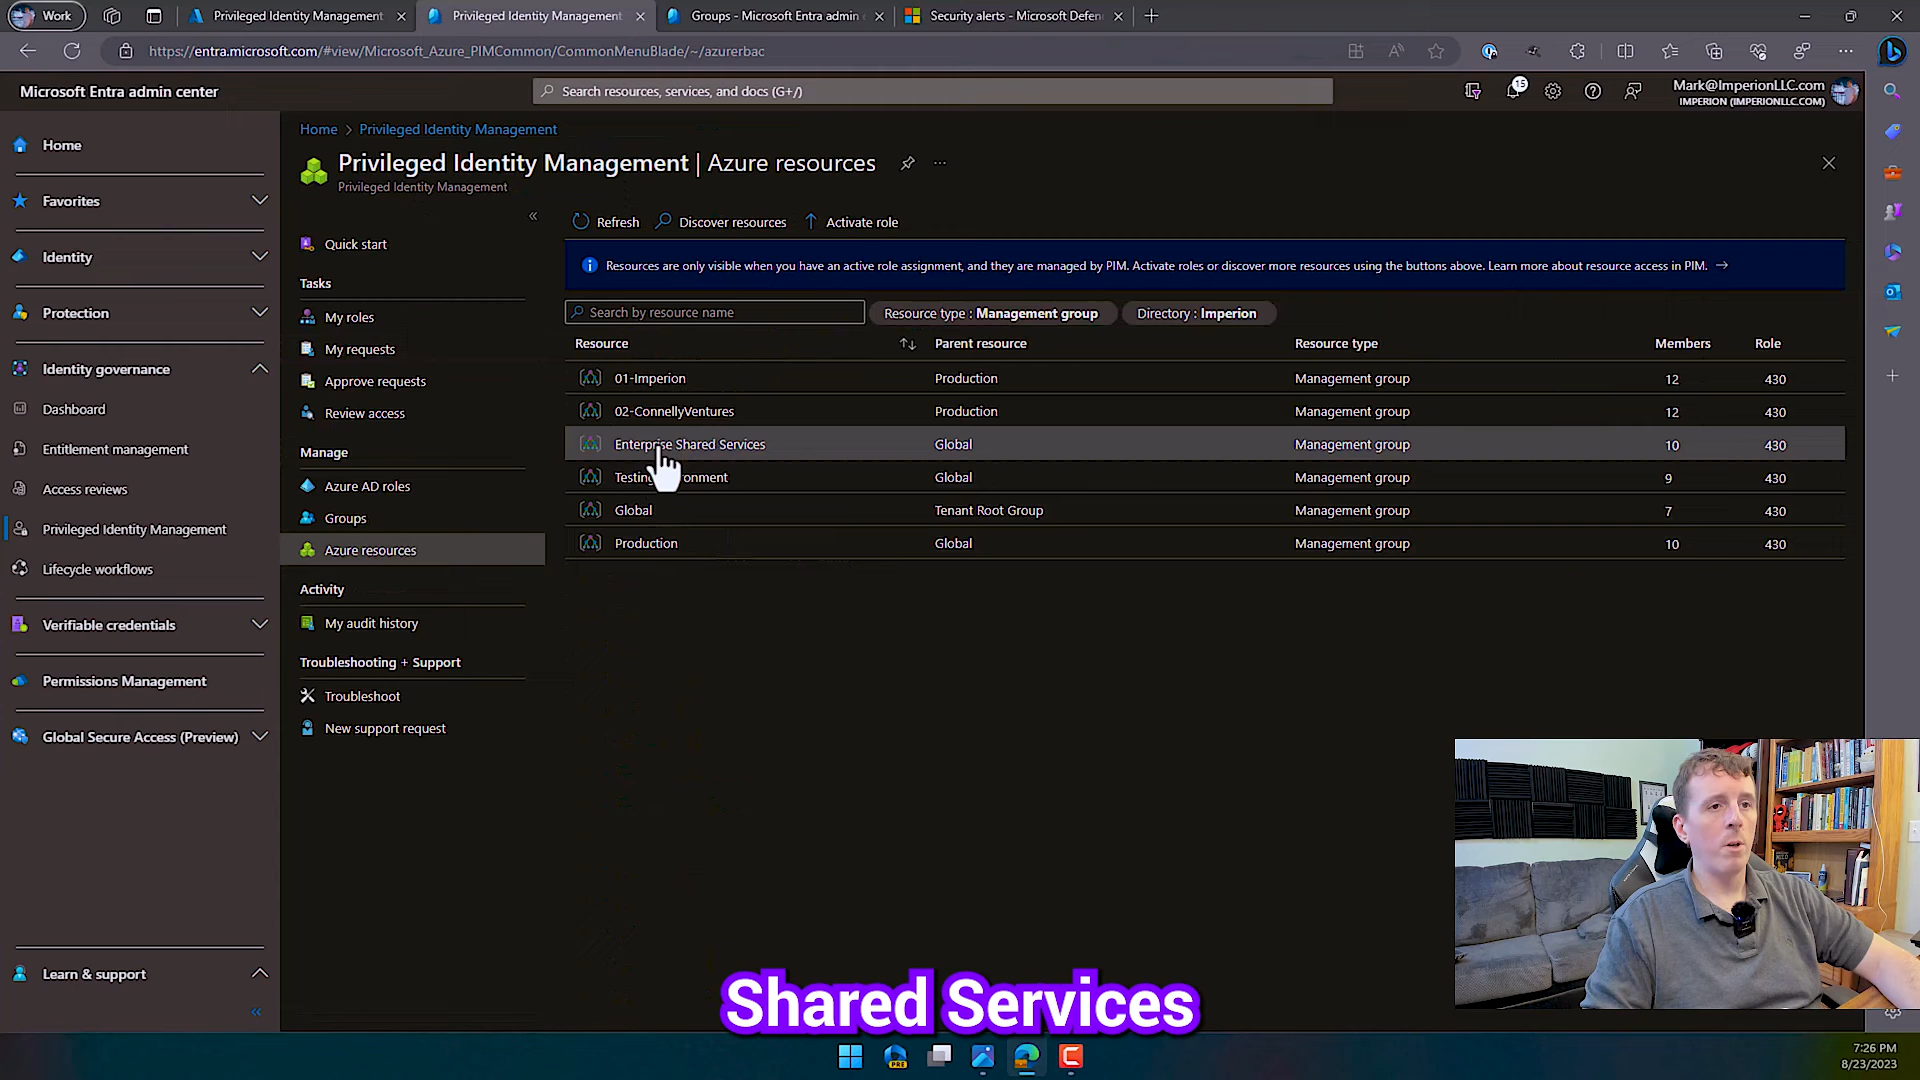 Work
Privileged Identity Management
Privileged Identity Management
Groups - Microsoft Entra admin
Security alerts - Microsoft Defen
https://entra.microsoft.com/#view/Microsoft_Azure_PIMCommon/CommonMenuBlade/~/azurerbac
Microsoft Entra admin center
Search resources, services, and docs (G+/)
15
Mark@ImperionLLC.com
IMPERION (IMPERIONLLC.COM)
Home
Favorites
Identity
Protection
Identity governance
Dashboard
Entitlement management
Access reviews
Privileged Identity Management
Lifecycle workflows
Verifiable credentials
Permissions Management
Global Secure Access (Preview)
Learn & support
Home > Privileged Identity Management
Privileged Identity Management | Azure resources
Privileged Identity Management
Quick start
Tasks
My roles
My requests
Approve requests
Review access
Manage
Azure AD roles
Groups
Azure resources
Activity
My audit history
Troubleshooting + Support
Troubleshoot
New support request
Refresh
Discover resources
Activate role
Resources are only visible when you have an active role assignment, and they are managed by PIM. Activate roles or discover more resources using the buttons above. Learn more about resource access in PIM. →
Search by resource name
Resource type : Management group
Directory : Imperion
Resource Parent resource Resource type Members Role
01-Imperion Production Management group 12 430
02-ConnellyVentures Production Management group 12 430
Enterprise Shared Services Global Management group 10 430
Testing Global Management group 9 430
Global Tenant Root Group Management group 7 430
Production Global Management group 10 430
Shared Services
PRE
7:26 PM
8/23/2023